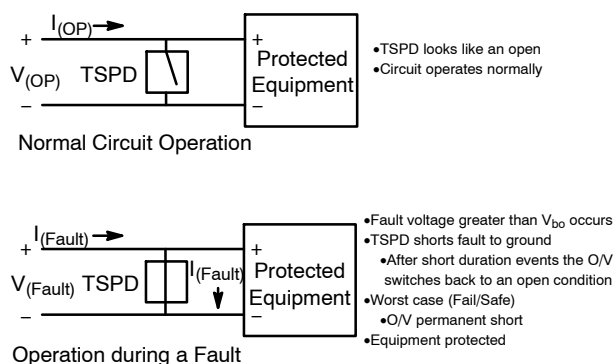 I(OP)
+ +
V(OP) TSPD
Protected
Equipment
− −
•TSPD looks like an open
•Circuit operates normally
Normal Circuit Operation
I(Fault)
+ +
V(Fault) TSPD
I(Fault)
Protected
Equipment
− −
•Fault voltage greater than Vbo occurs
•TSPD shorts fault to ground
•After short duration events the O/V
switches back to an open condition
•Worst case (Fail/Safe)
•O/V permanent short
•Equipment protected
Operation during a Fault